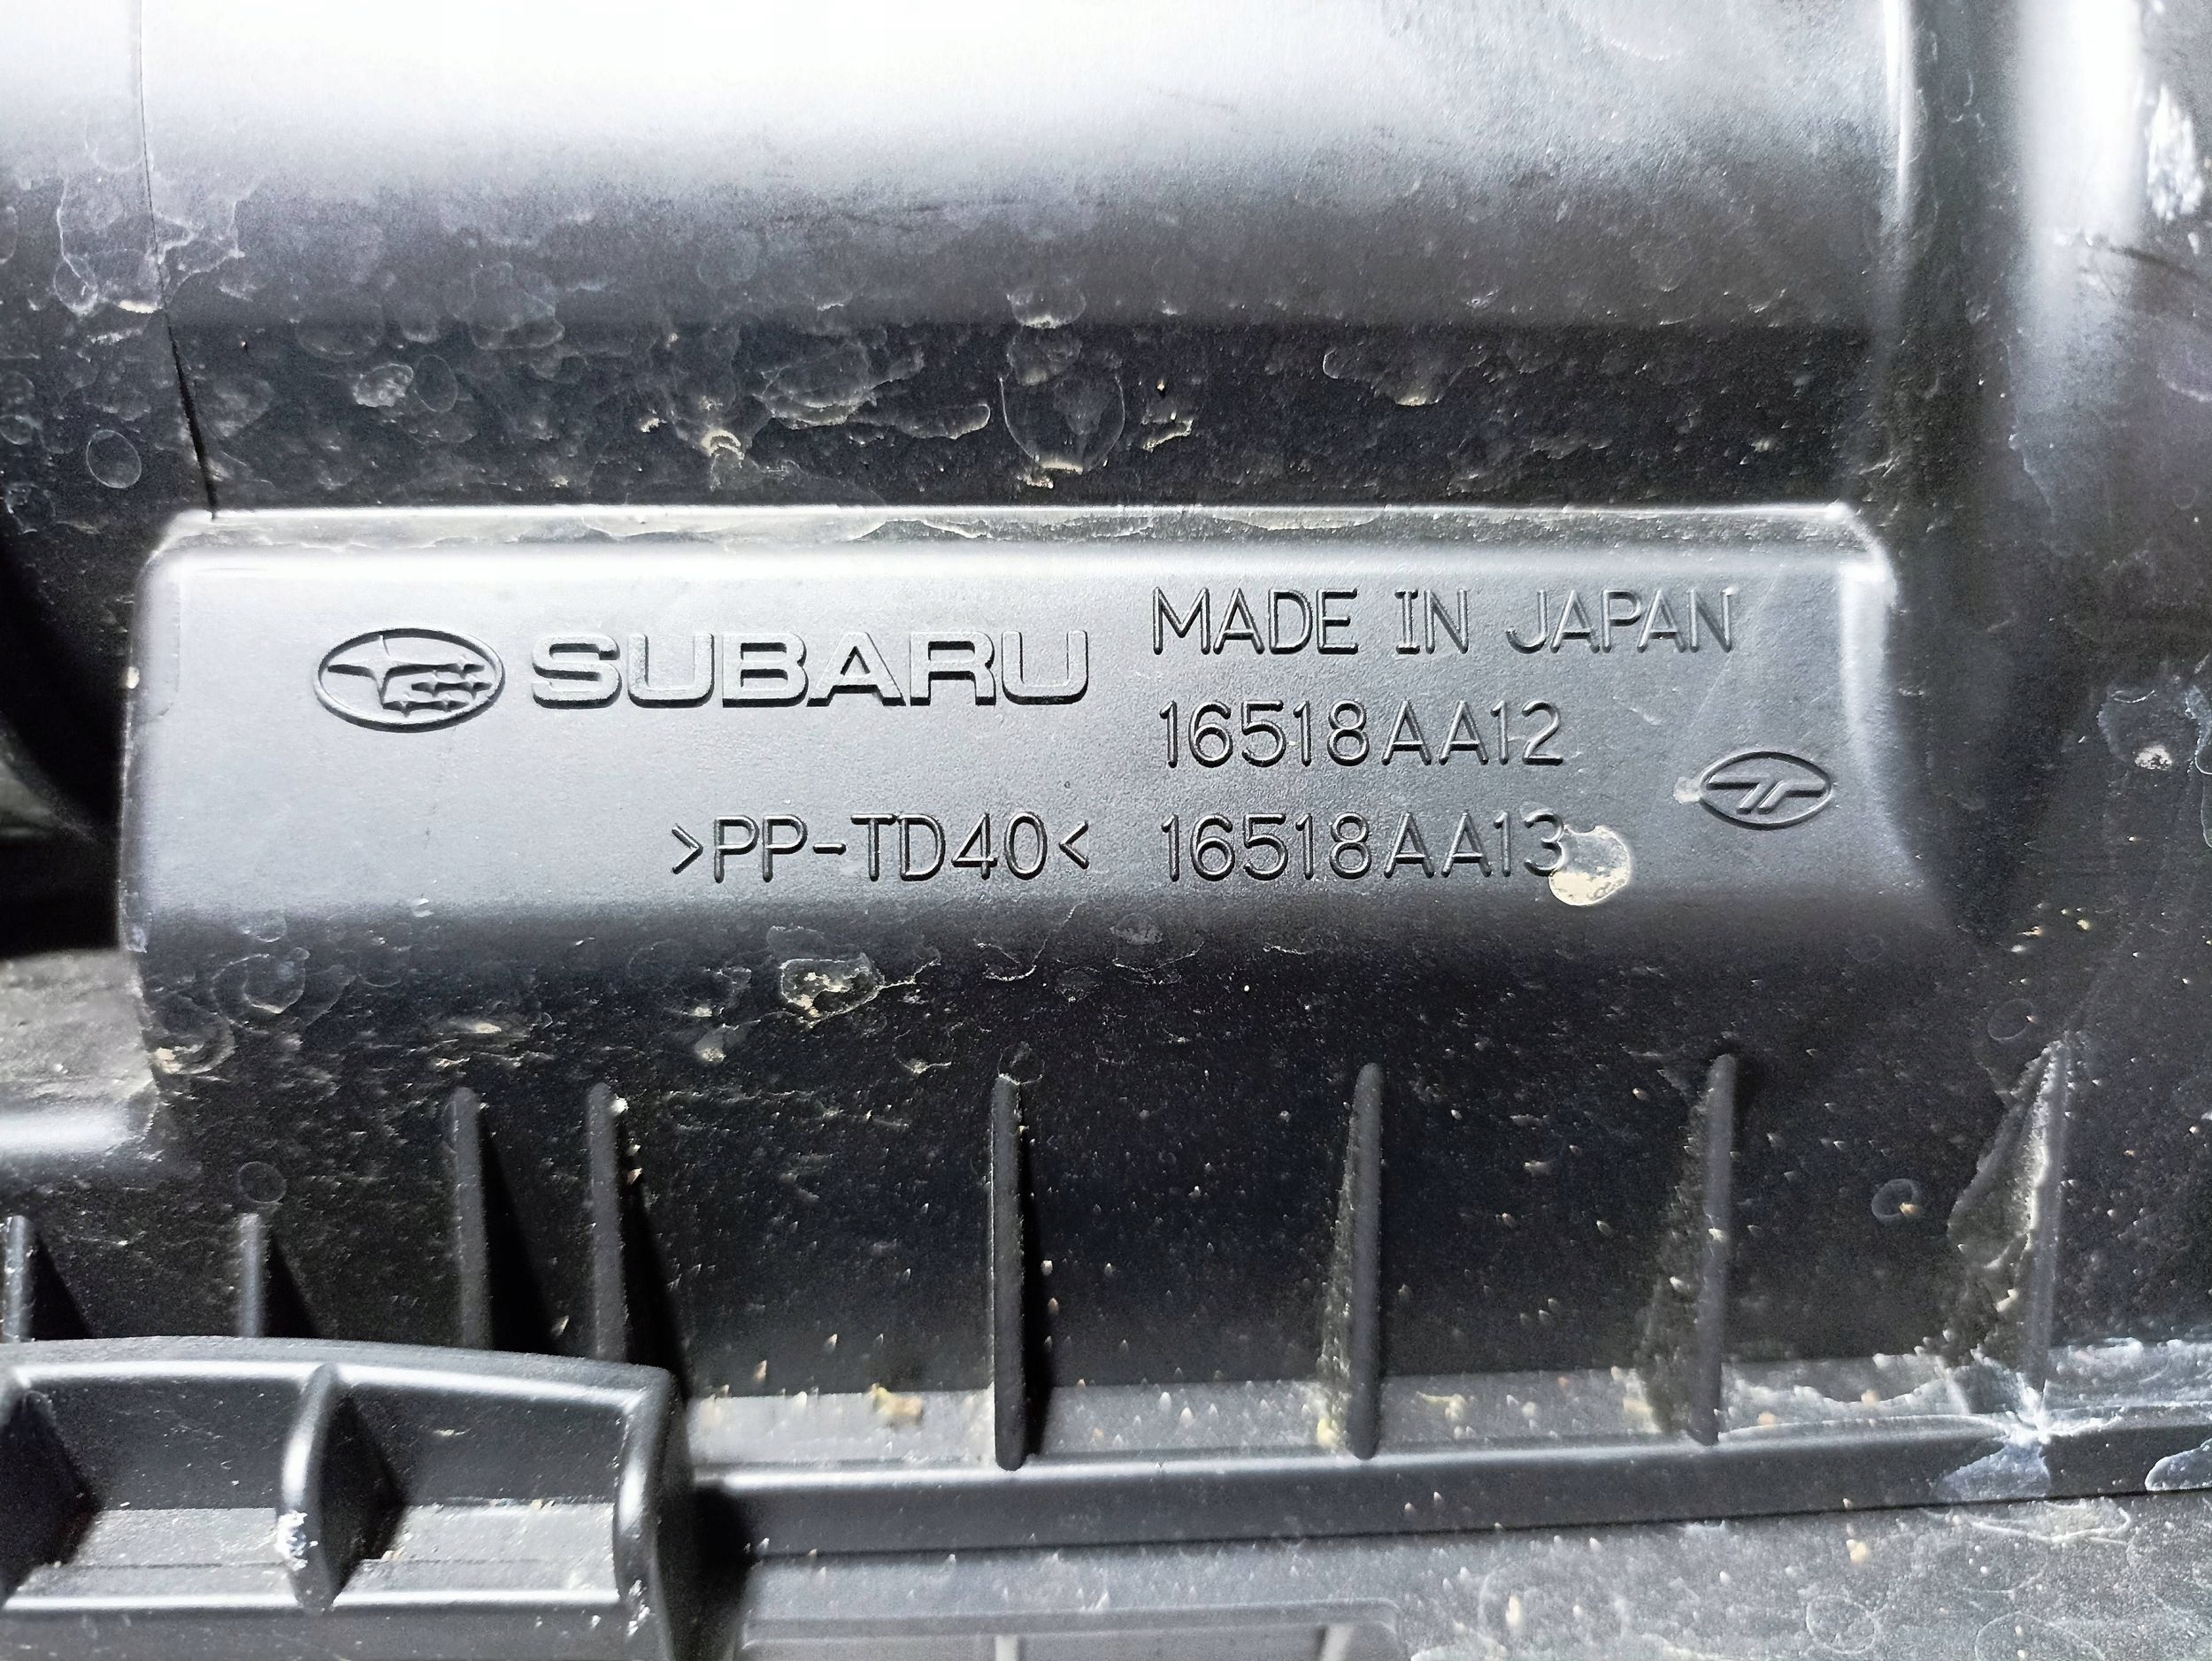 SUBARU
MADE IN JAPAN
16518AA12
>PP-TD40<
16518AA13